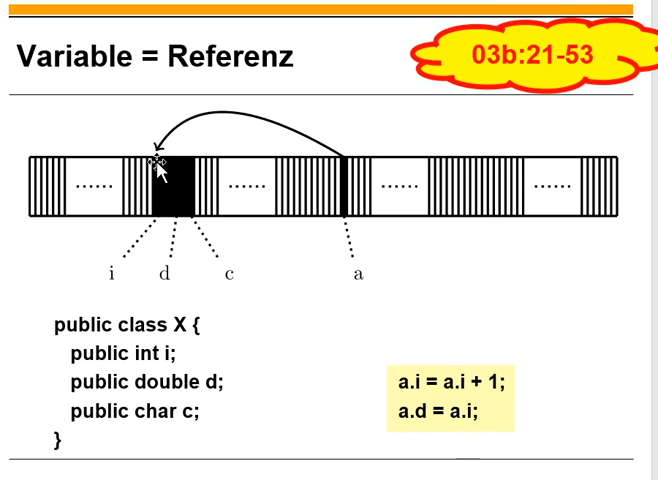 Variable = Referenz
03b:21-53
...... ...... ...... ......
i d c a
public class X {
public int i;
public double d;
public char c;
}
a.i = a.i + 1;
a.d = a.i;